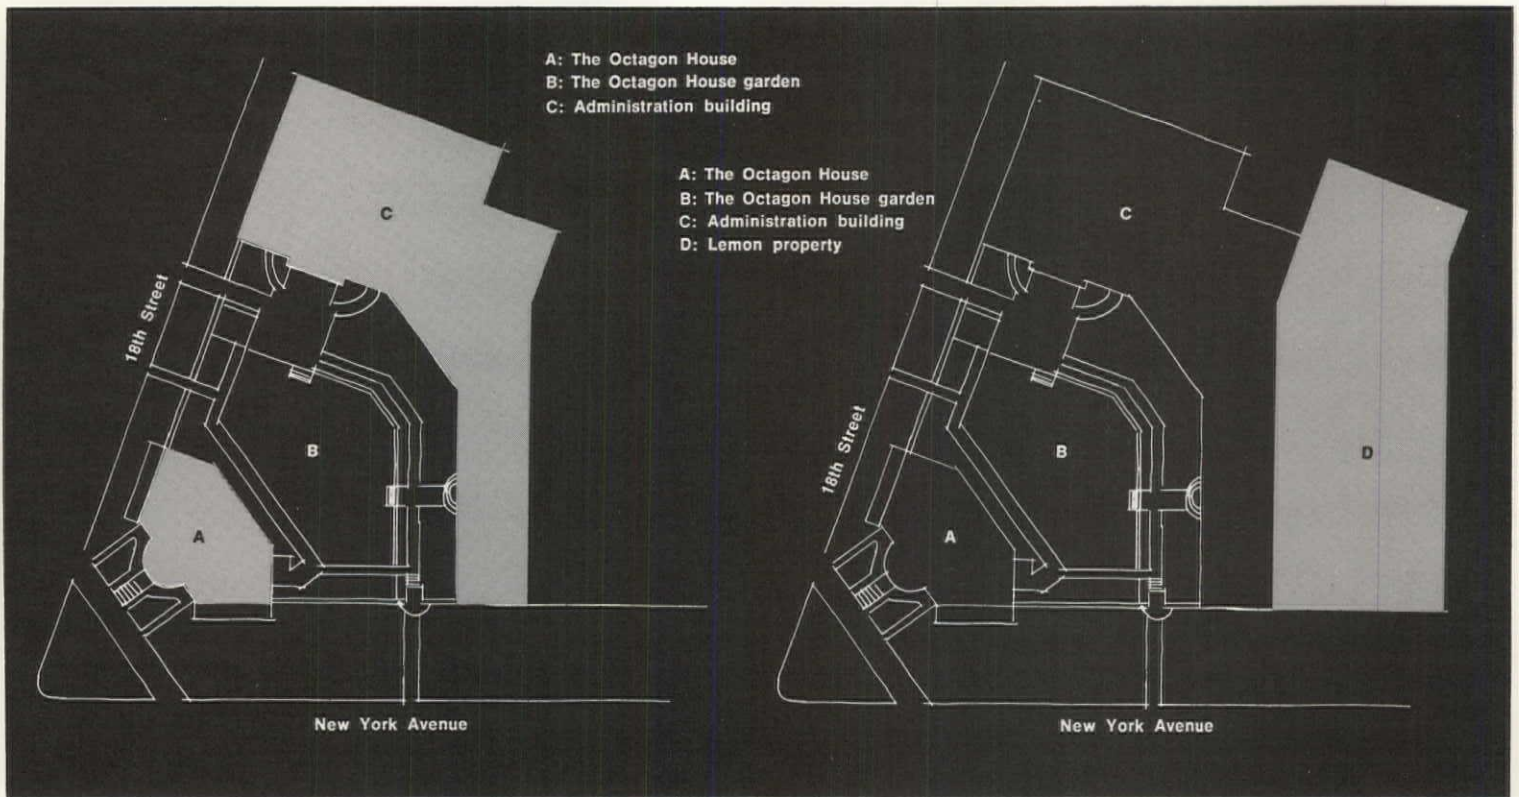 A: The Octagon House
B: The Octagon House garden
C: Administration building
A: The Octagon House
B: The Octagon House garden
C: Administration building
D: Lemon property
C
18th Street
B
A
New York Avenue
C
18th Street
B
D
A
New York Avenue